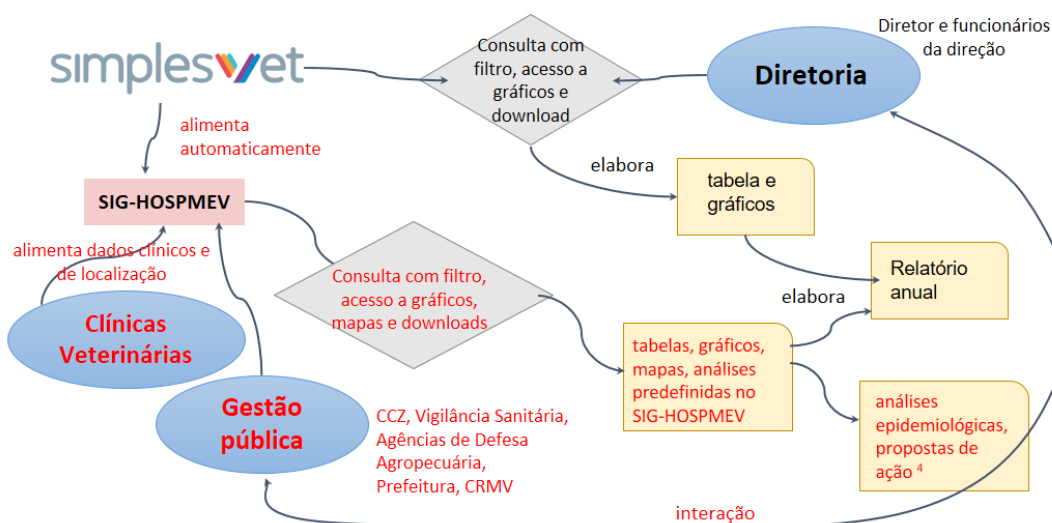 simplesvet
Consulta com
filtro, acesso a
gráficos e
download
Diretoria
Diretor e funcionários
da direção
alimenta
automaticamente
elabora
tabela e
gráficos
SIG-HOSPMEV
alimenta dados clínicos e
de localização
Consulta com filtro,
acesso a gráficos,
mapas e downloads
elabora
Relatório
anual
Clínicas
Veterinárias
tabelas, gráficos,
mapas, análises
predefinidas no
SIG-HOSPMEV
Gestão
pública
CCZ, Vigilância Sanitária,
Agências de Defesa
Agropecuária,
Prefeitura, CRMV
análises
epidemiológicas,
propostas de
ação ⁴
interação